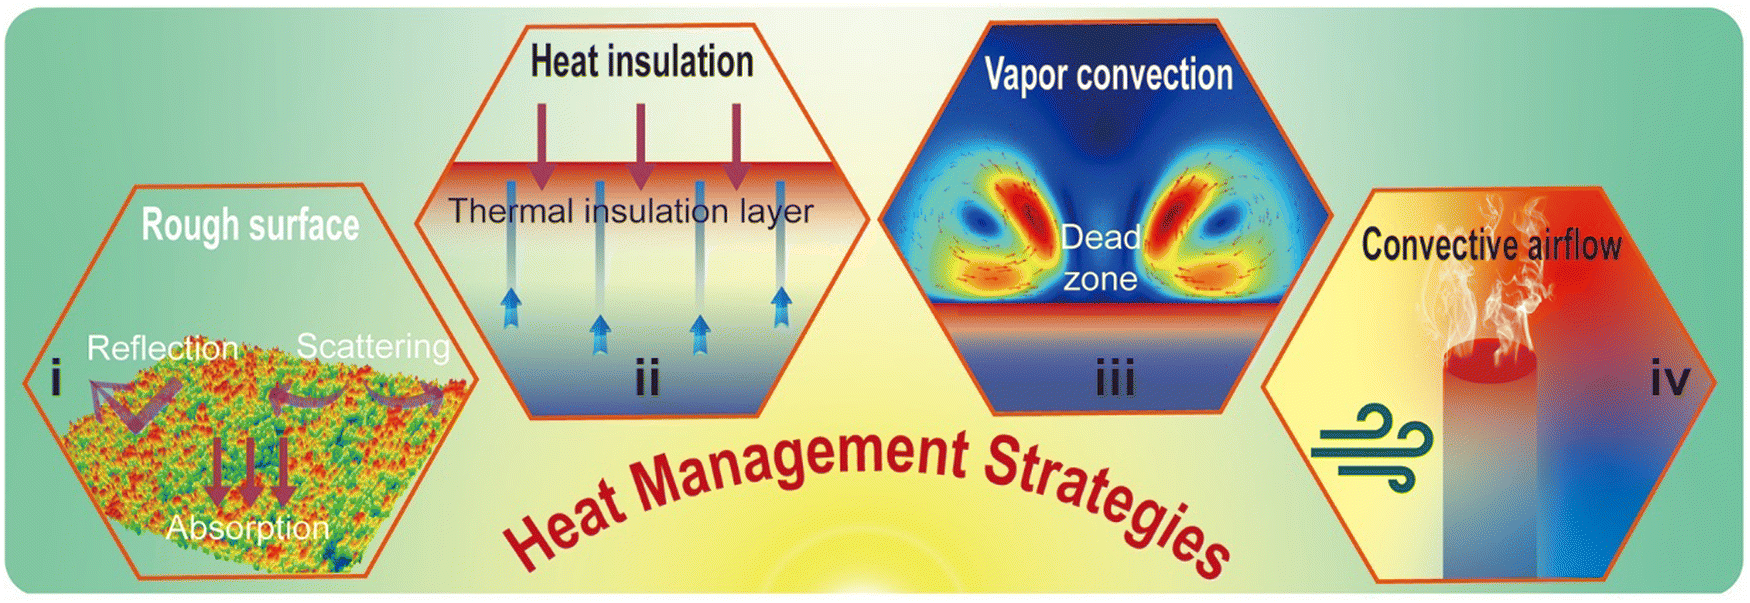 Rough surface
Reflection
Scattering
i
Absorption
Heat insulation
Thermal insulation layer
ii
Vapor convection
Dead
zone
iii
Convective airflow
iv
Heat Management Strategies